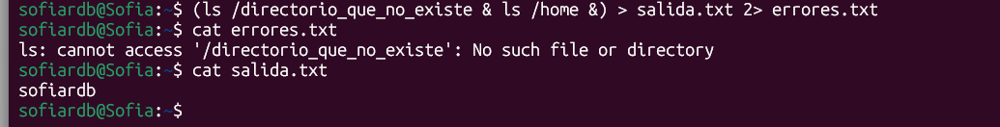 sofiardb@Sofia:~$ (ls /directorio_que_no_existe & ls /home &) > salida.txt 2> errores.txt
sofiardb@Sofia:~$ cat errores.txt
ls: cannot access '/directorio_que_no_existe': No such file or directory
sofiardb@Sofia:~$ cat salida.txt
sofiardb
sofiardb@Sofia:~$